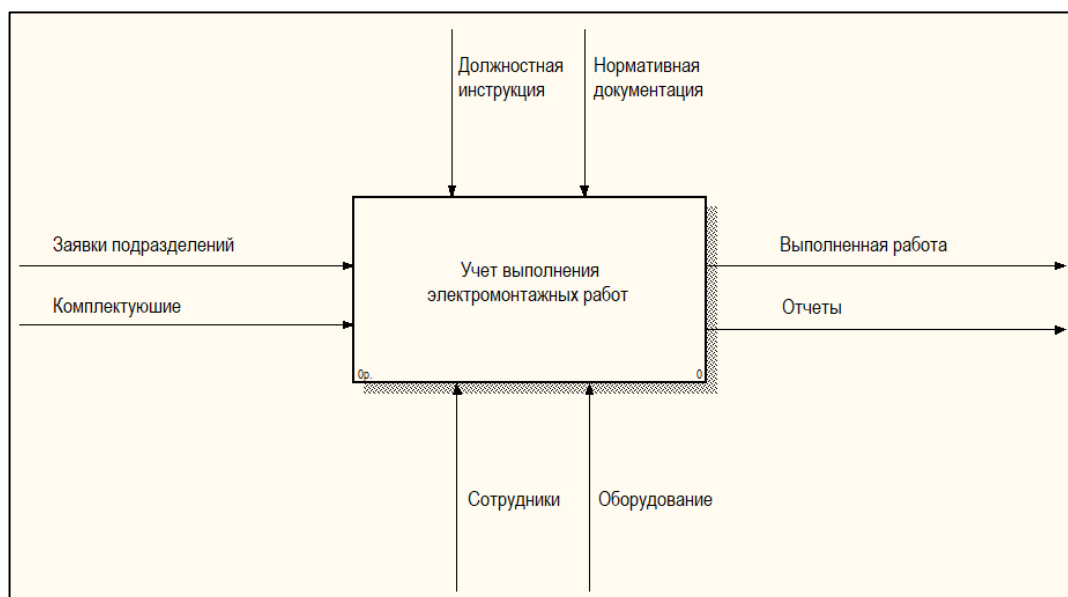 Должностная
инструкция
Нормативная
документация
Заявки подразделений
Комплектуюшие
Учет выполнения
электромонтажных работ
0р.
0
Выполненная работа
Отчеты
Сотрудники
Оборудование